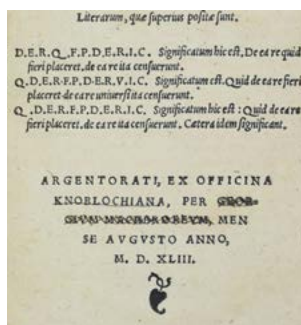 Literarum, quæ superius positæ sunt.
D.E.R.Q.F.P.D.E.R.I.C. Significatum hic est. De ea re quid
fieri placeret, de ea re ita censuerunt.
Q.D.E.R.F.P.D.E.R.V.I.C. Significatum est. Quid de ea re fieri
placeret de ea re universi ita censuerunt.
Q.D.E.R.F.P.D.E.R.I.C. Significatum hic est: Quid de ea re
fieri placeret, de ea re ita censuerunt. Cætera idem significant.
ARGENTORATI, EX OFFICINA
KNOBLOCHIANA, PER
MEN
SE AVGVSTO ANNO,
M. D. XLIII.